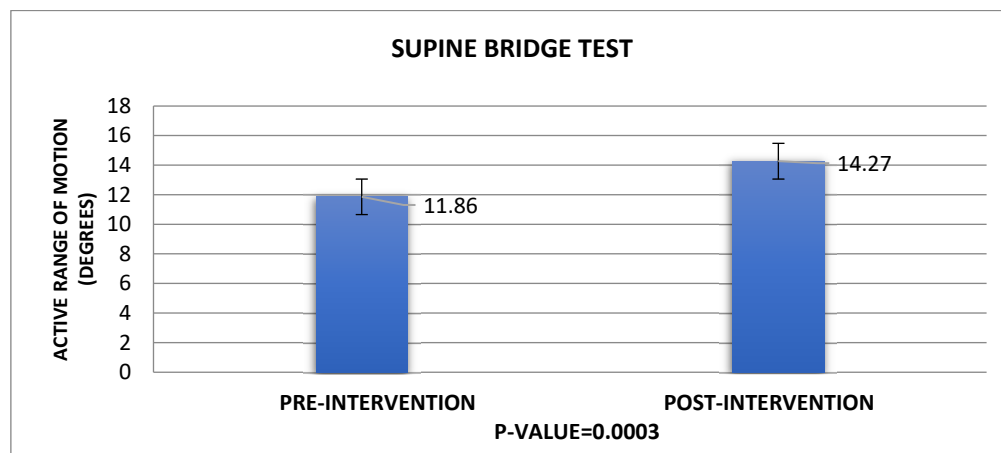 SUPINE BRIDGE TEST
ACTIVE RANGE OF MOTION
(DEGREES)
18
16
14
12
10
8
6
4
2
0
11.86
14.27
PRE-INTERVENTION
POST-INTERVENTION
P-VALUE=0.0003